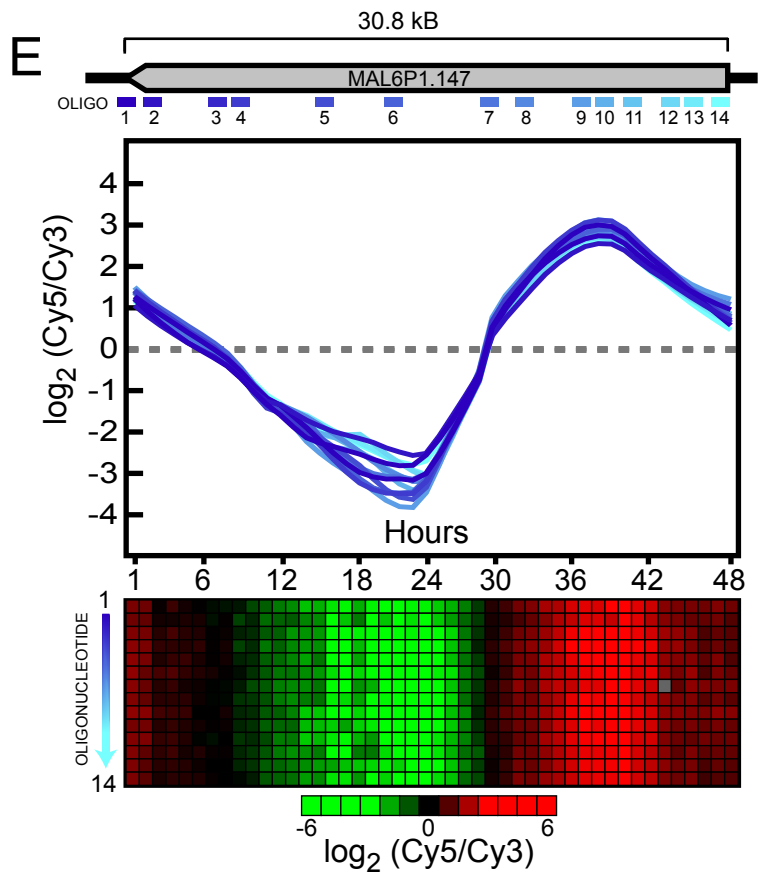 E
30.8 kB
MAL6P1.147
OLIGO
1 2 3 4 5 6 7 8 9 10 11 12 13 14
log2 (Cy5/Cy3)
4
3
2
1
0
-1
-2
-3
-4
Hours
1 6 12 18 24 30 36 42 48
1
OLIGONUCLEOTIDE
14
-6 0 6
log2 (Cy5/Cy3)